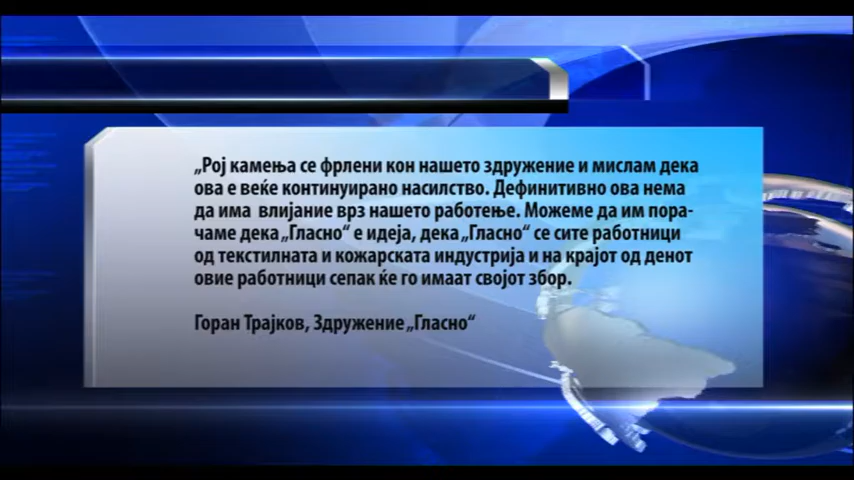 „Рој камења се фрлени кон нашето здружение и мислам дека
ова е веќе континуирано насилство. Дефинитивно ова нема
да има влијание врз нашето работење. Можеме да им пора-
чаме дека „Гласно“ е идеја, дека „Гласно“ се сите работници
од текстилната и кожарската индустрија и на крајот од денот
овие работници сепак ќе го имаат својот збор.
Горан Трајков, Здружение „Гласно“